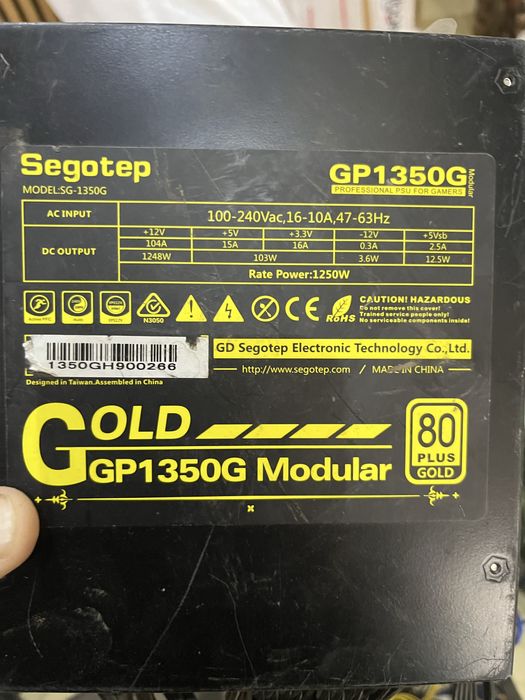 Segotep
MODEL:SG-1350G
GP1350G Modular
PROFESSIONAL PSU FOR GAMERS
AC INPUT 100-240Vac,16-10A,47-63Hz
DC OUTPUT +12V +5V +3.3V -12V +5Vsb
104A 15A 16A 0.3A 2.5A
1248W 103W 3.6W 12.5W
Rate Power:1250W
N3050
CE
RoHS
CAUTION! HAZARDOUS
Do not remove this cover!
Trained service people only!
No serviceable components inside!
1350GH900266
GD Segotep Electronic Technology Co.,Ltd.
http://www.segotep.com / MADE IN CHINA
Designed in Taiwan.Assembled in China
GOLD
GP1350G Modular
80
PLUS
GOLD